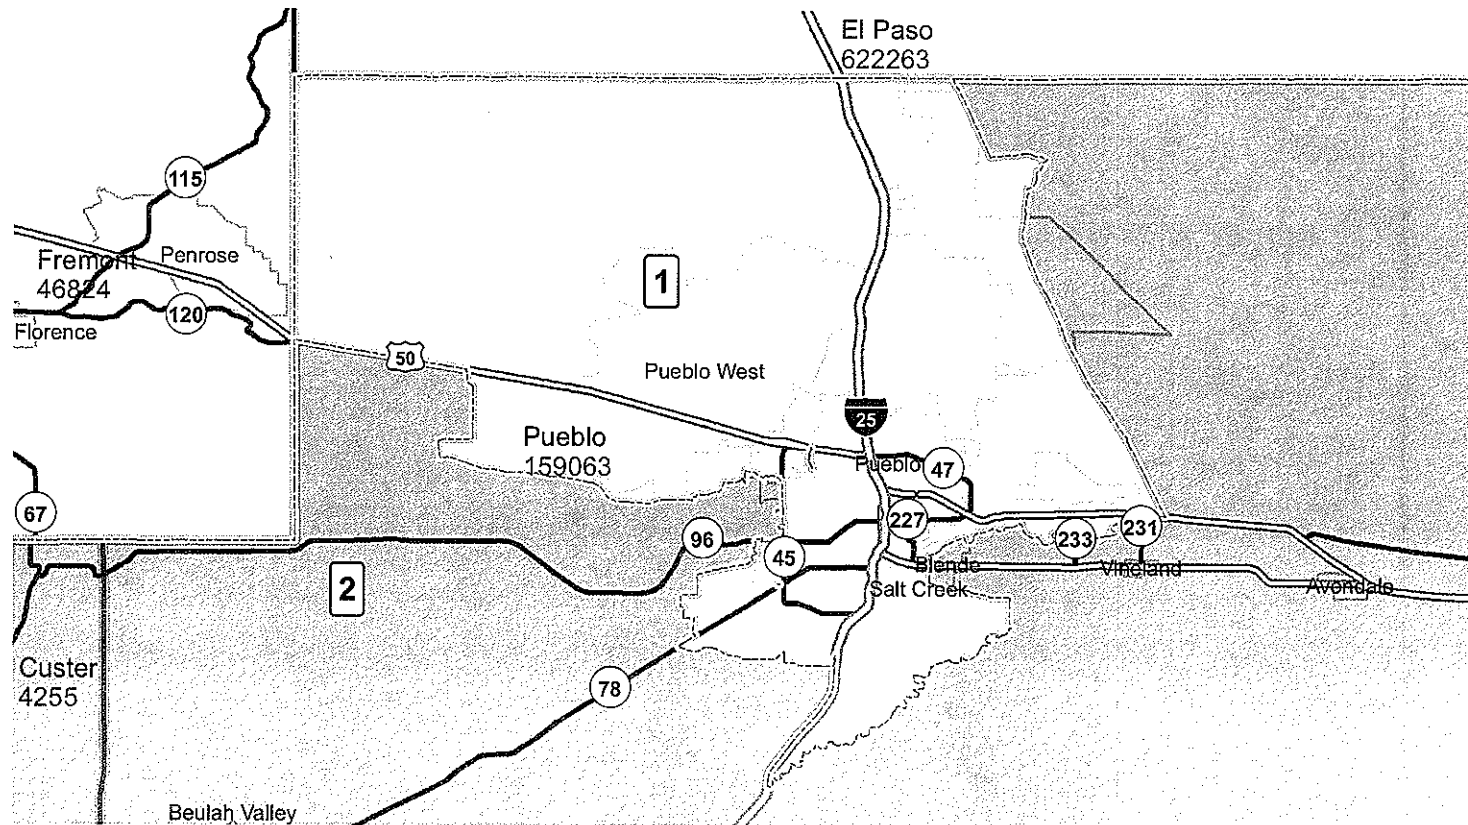 El Paso
622263
115
Fremont
46824
Penrose
120
Florence
1
50
Pueblo West
25
Pueblo
159063
Pueblo
47
67
96
227
233
231
45
Blende
Vineland
Salt Creek
Avondale
2
Custer
4255
78
Beulah Valley